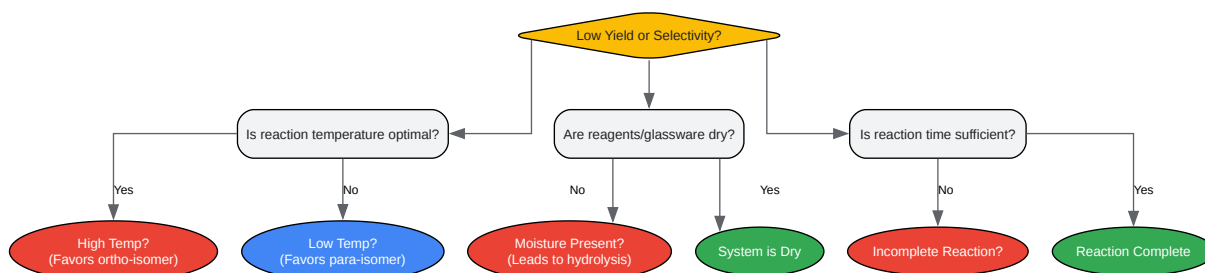 Low Yield or Selectivity?
Is reaction temperature optimal?
Are reagents/glassware dry?
Is reaction time sufficient?
Yes
No
No
Yes
No
Yes
High Temp?
(Favors ortho-isomer)
Low Temp?
(Favors para-isomer)
Moisture Present?
(Leads to hydrolysis)
System is Dry
Incomplete Reaction?
Reaction Complete